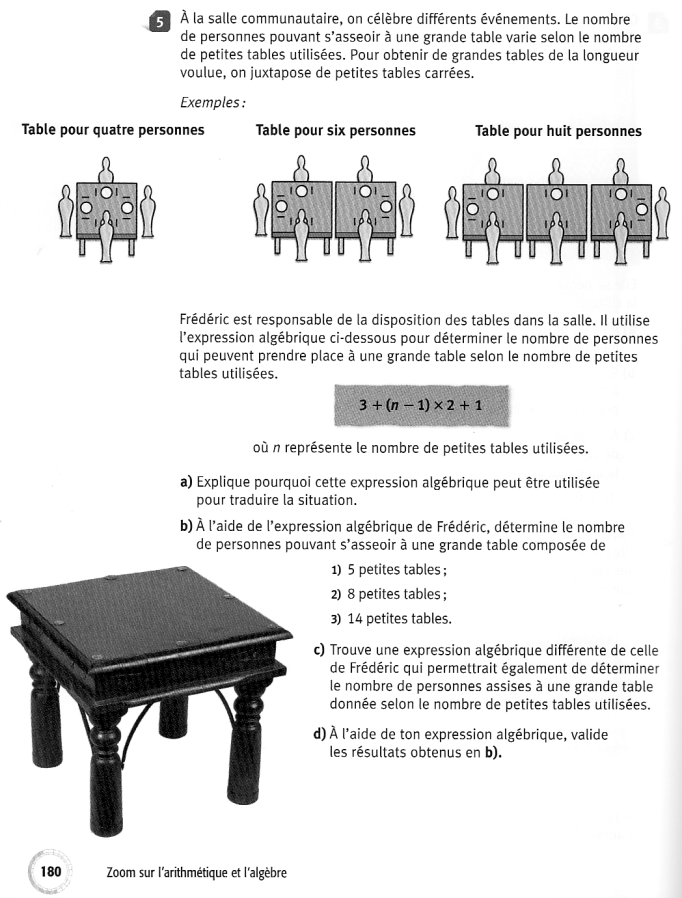 5 À la salle communautaire, on célèbre différents événements. Le nombre
de personnes pouvant s'asseoir à une grande table varie selon le nombre
de petites tables utilisées. Pour obtenir de grandes tables de la longueur
voulue, on juxtapose de petites tables carrées.
Exemples :
Table pour quatre personnes
Table pour six personnes
Table pour huit personnes
Frédéric est responsable de la disposition des tables dans la salle. Il utilise
l'expression algébrique ci-dessous pour déterminer le nombre de personnes
qui peuvent prendre place à une grande table selon le nombre de petites
tables utilisées.
3 + (n − 1) × 2 + 1
où n représente le nombre de petites tables utilisées.
a) Explique pourquoi cette expression algébrique peut être utilisée
pour traduire la situation.
b) À l'aide de l'expression algébrique de Frédéric, détermine le nombre
de personnes pouvant s'asseoir à une grande table composée de
1) 5 petites tables ;
2) 8 petites tables ;
3) 14 petites tables.
c) Trouve une expression algébrique différente de celle
de Frédéric qui permettrait également de déterminer
le nombre de personnes assises à une grande table
donnée selon le nombre de petites tables utilisées.
d) À l'aide de ton expression algébrique, valide
les résultats obtenus en b).
180 Zoom sur l'arithmétique et l'algèbre